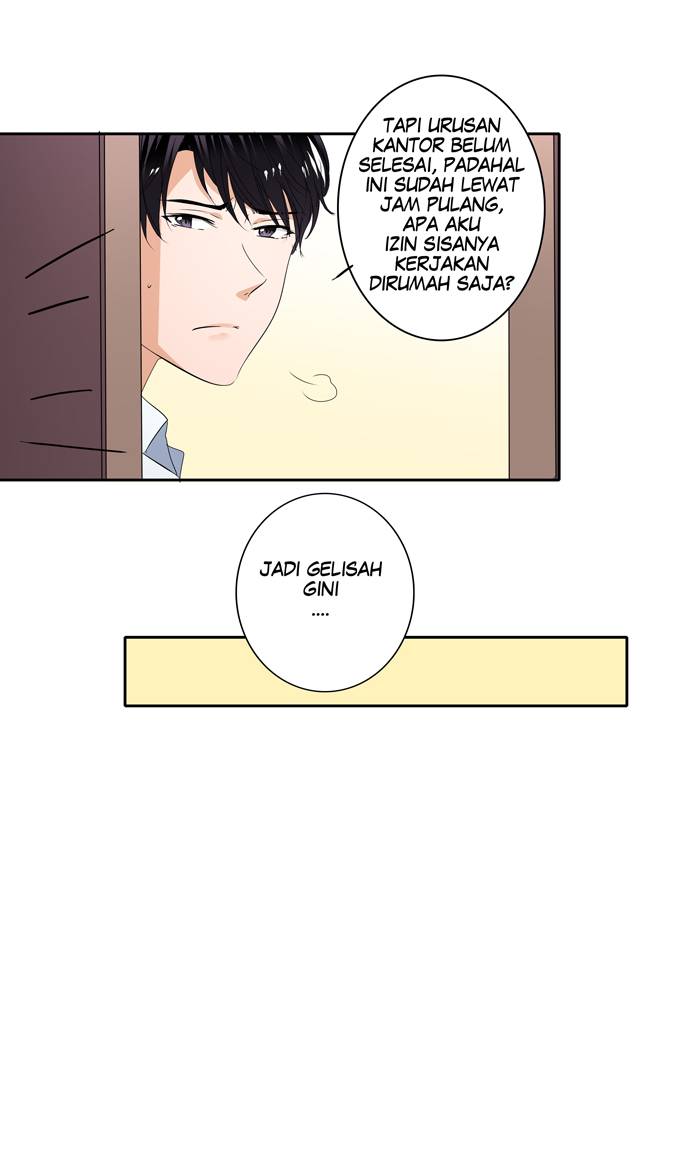 TAPI URUSAN
KANTOR BELUM
SELESAI, PADAHAL
INI SUDAH LEWAT
JAM PULANG,
APA AKU
IZIN SISANYA
KERJAKAN
DIRUMAH SAJA?
JADI GELISAH
GINI
....